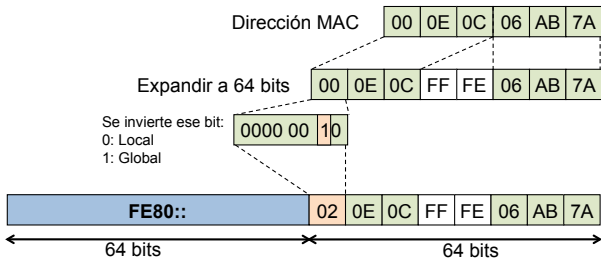 Dirección MAC 00 0E 0C 06 AB 7A
Expandir a 64 bits 00 0E 0C FF FE 06 AB 7A
Se invierte ese bit:
0: Local
1: Global
0000 00 10
FE80:: 02 0E 0C FF FE 06 AB 7A
64 bits 64 bits